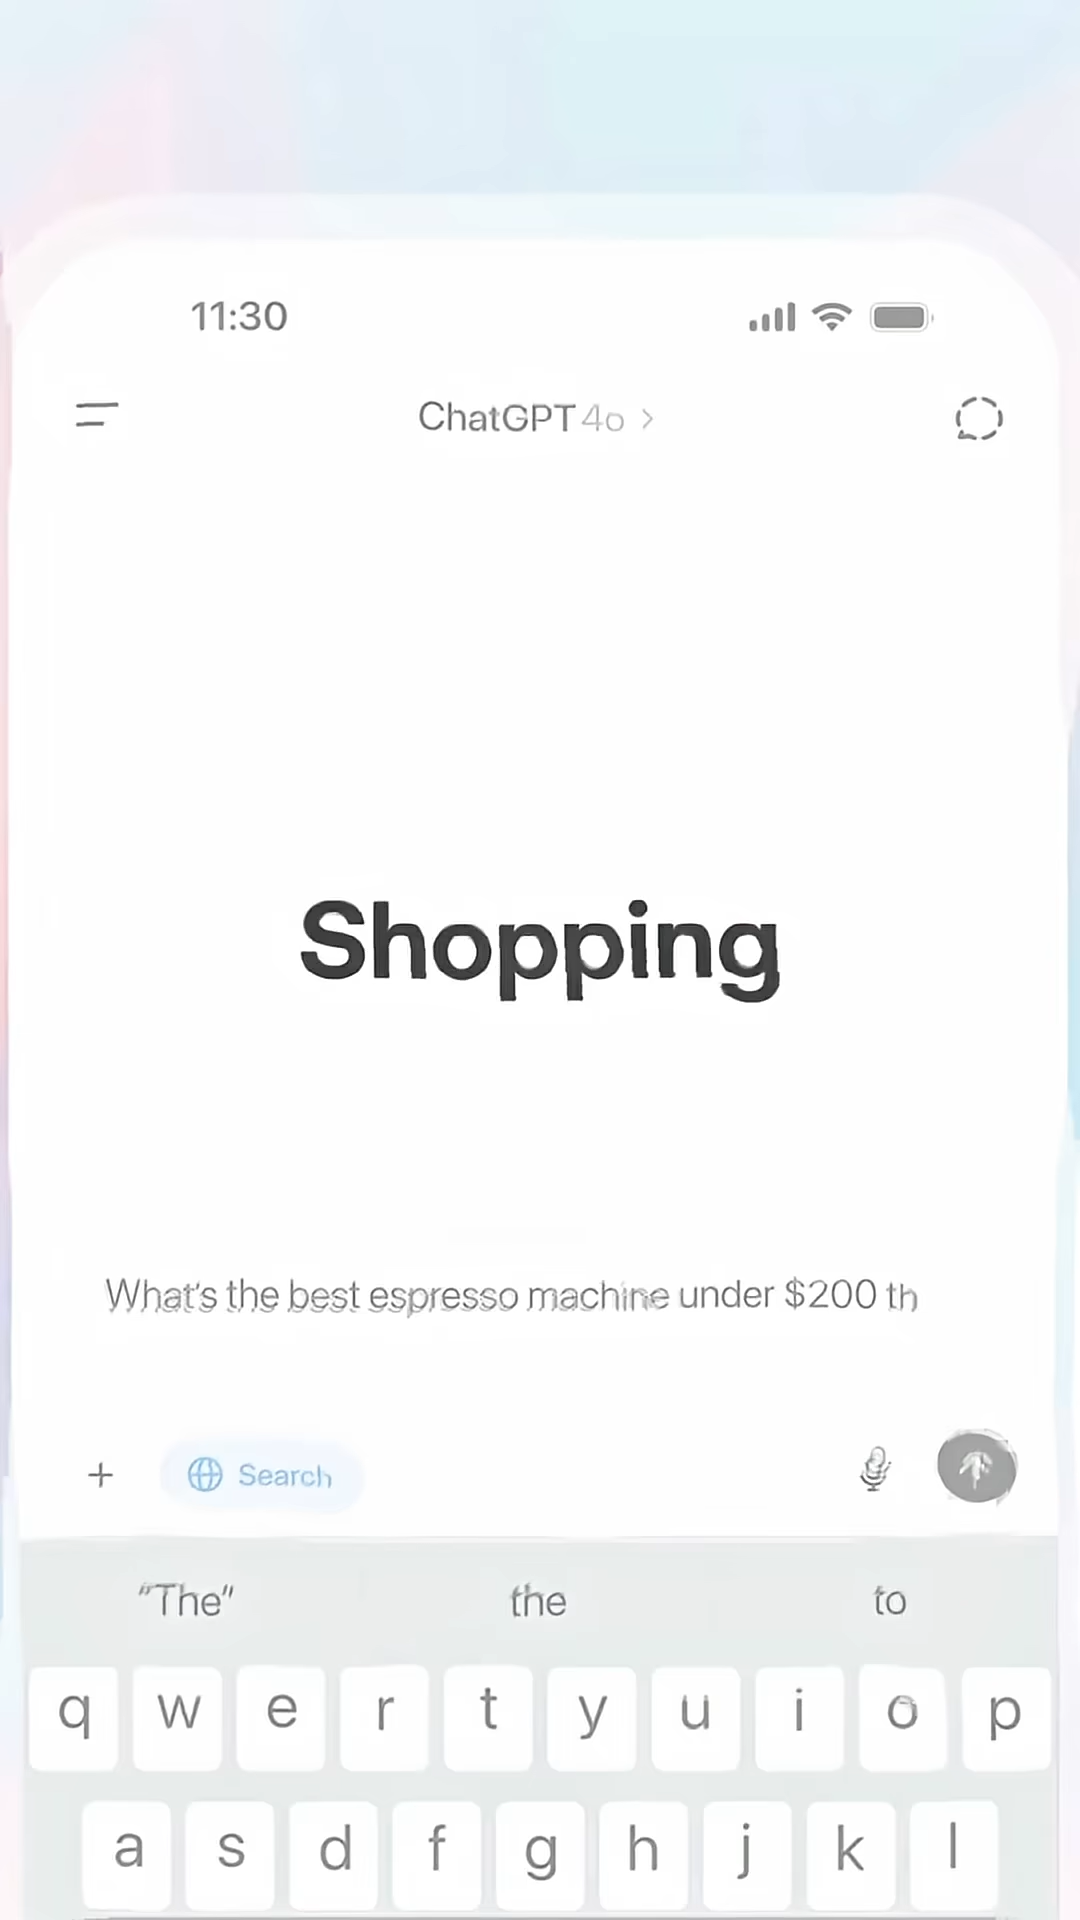 11:30
ChatGPT 4o >
Shopping
What's the best espresso machine under $200 th
+ Search
“The” the to
q w e r t y u i o p
a s d f g h j k l